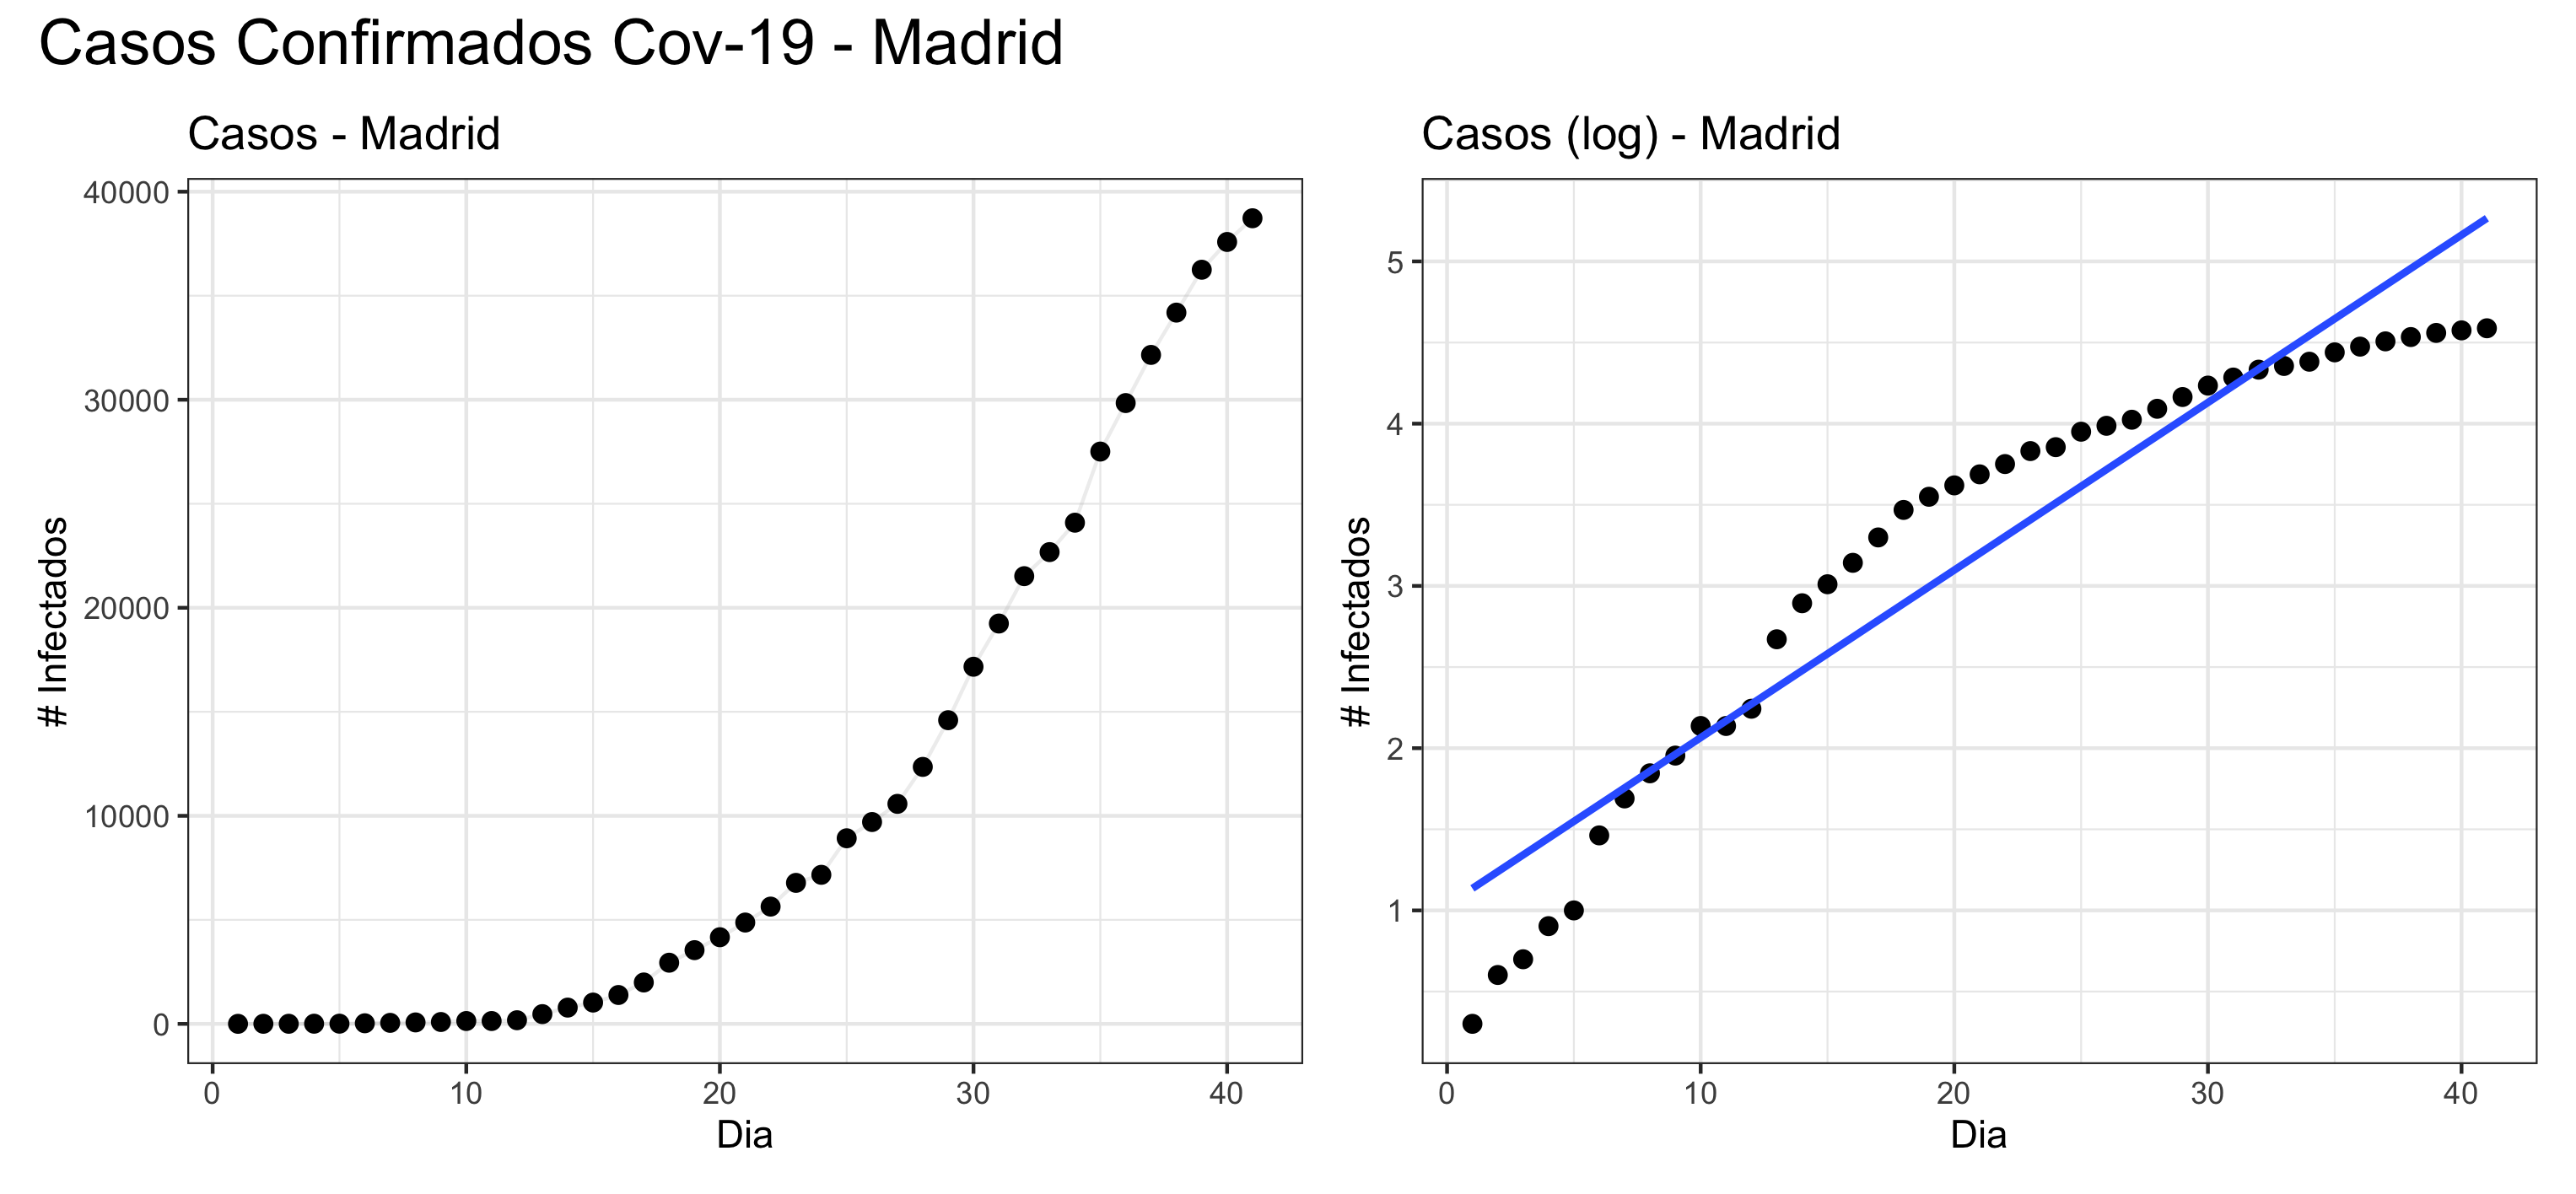 Casos Confirmados Cov-19 - Madrid
Casos - Madrid
# Infectados
40000
30000
20000
10000
0
0 10 20 30 40
Dia
Casos (log) - Madrid
# Infectados
5
4
3
2
1
0 10 20 30 40
Dia